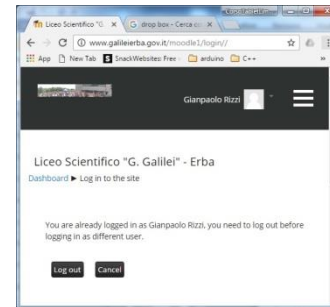 Liceo Scientifico "G.
drop box - Cerca co
www.galileierba.gov.it/moodle1/login//
App New Tab SnackWebsites: Free arduino C++ »
Gianpaolo Rizzi
Liceo Scientifico "G. Galilei" - Erba
Dashboard ► Log in to the site
You are already logged in as Gianpaolo Rizzi, you need to log out before
logging in as different user.
Log out Cancel